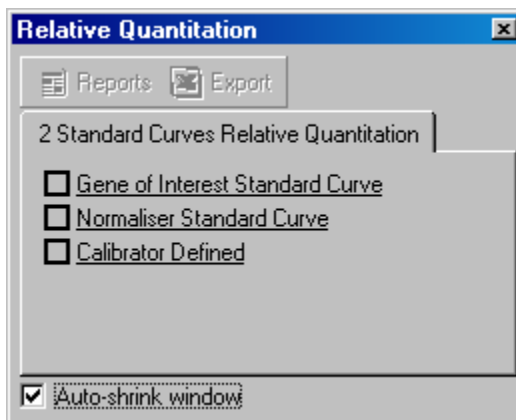 Relative Quantitation
Reports Export
2 Standard Curves Relative Quantitation
Gene of Interest Standard Curve
Normaliser Standard Curve
Calibrator Defined
Auto-shrink window